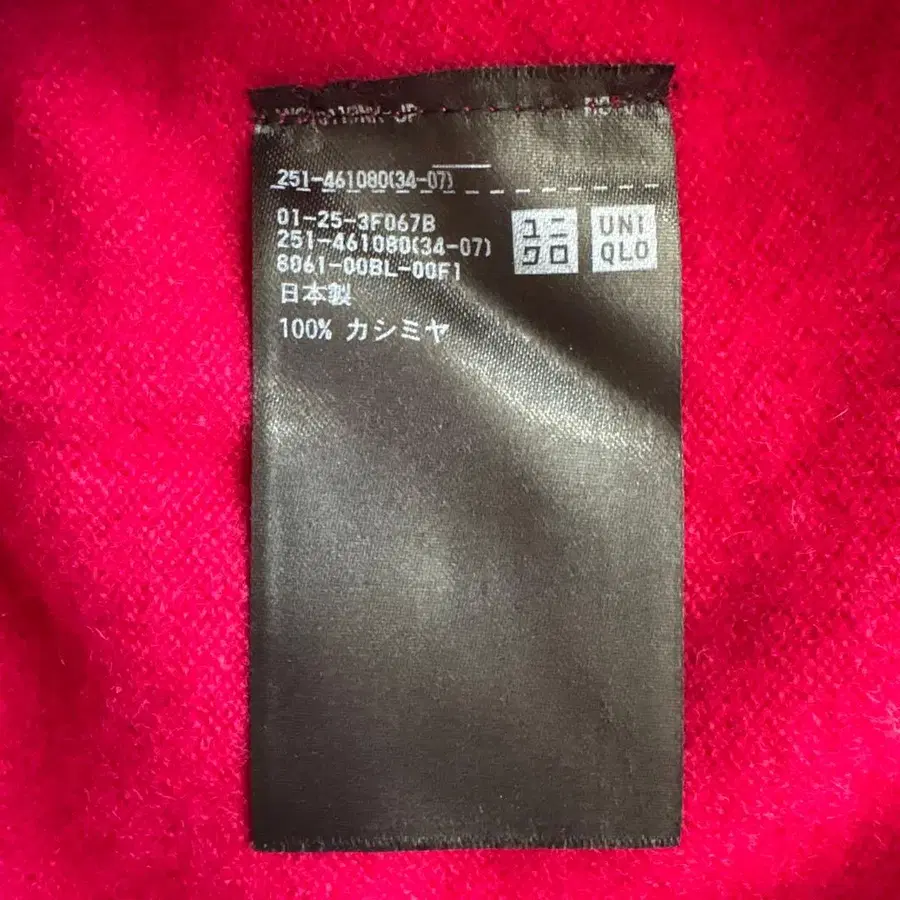 251-461080(34-07)
01-25-3F067B
251-461080(34-07)
8061-00BL-00F1
日本製
100% カシミヤ
ユニ
クロ
UNI
QLO